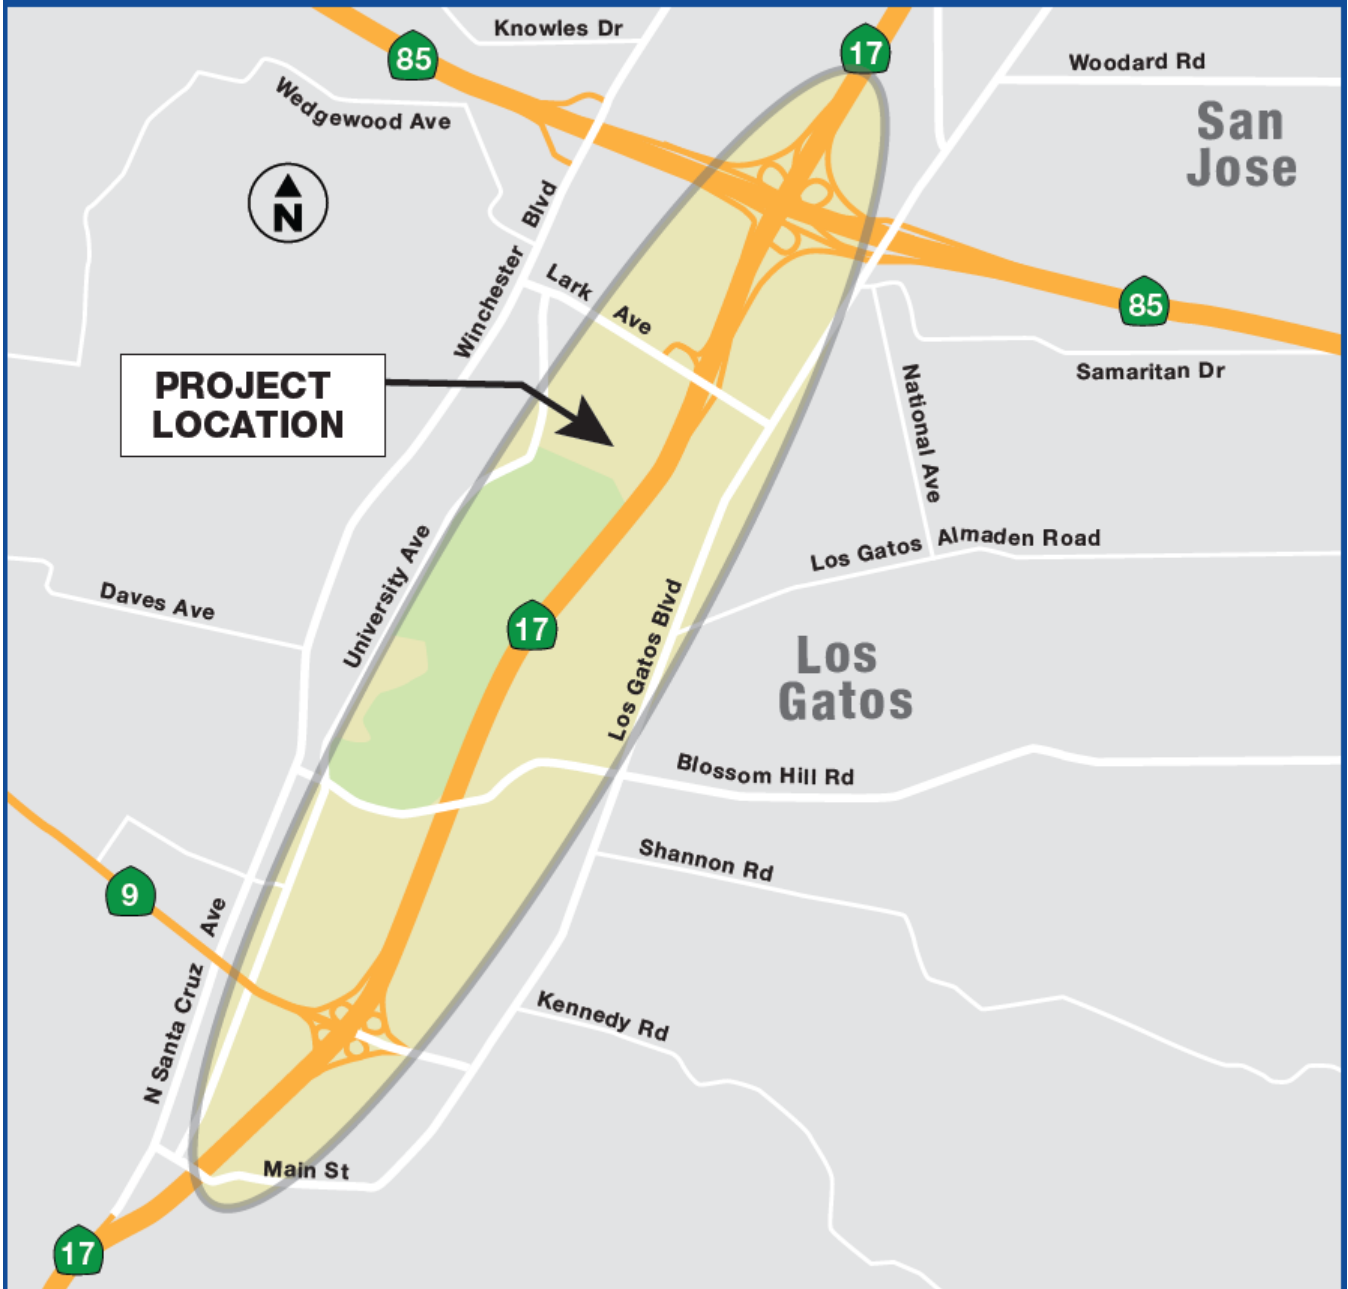 Knowles Dr
85
17
Woodard Rd
Wedgewood Ave
San
Jose
N
Winchester Blvd
Lark Ave
85
PROJECT
LOCATION
Samaritan Dr
National Ave
Los Gatos Almaden Road
University Ave
Daves Ave
17
Los Gatos Blvd
Los
Gatos
Blossom Hill Rd
Shannon Rd
9
N Santa Cruz Ave
Kennedy Rd
Main St
17